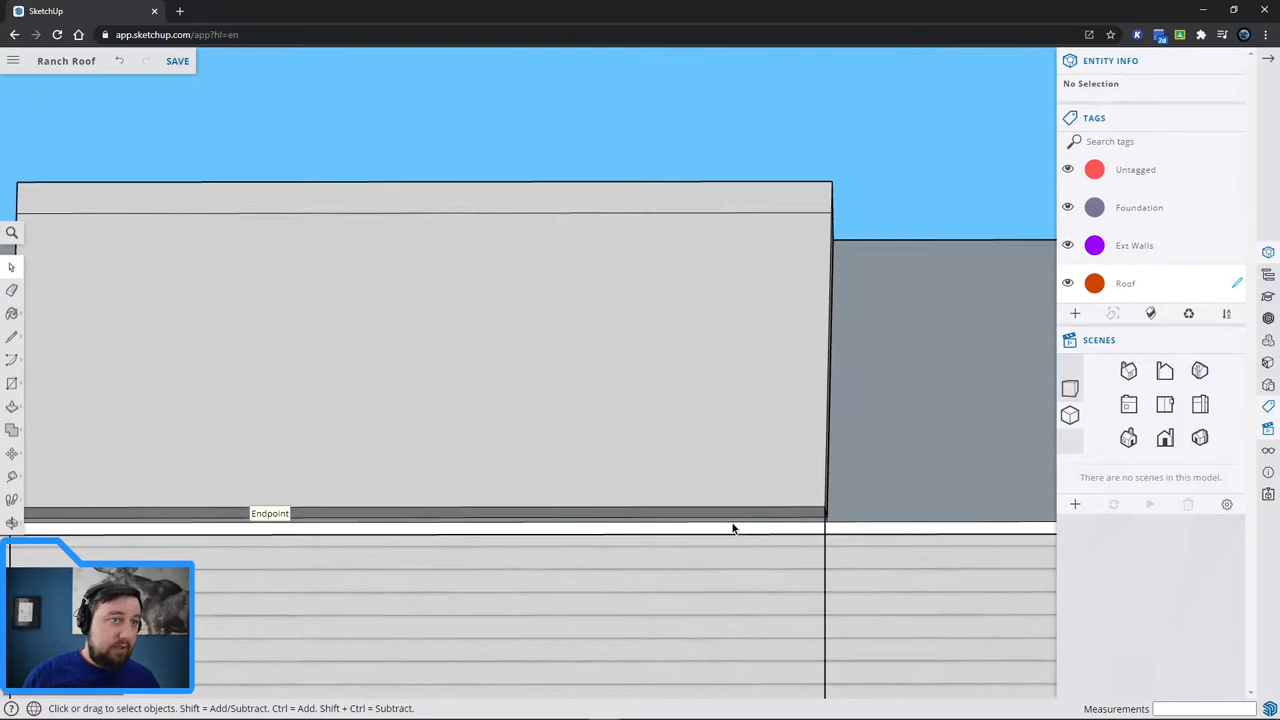 SketchUp
app.sketchup.com/app?hl=en
Ranch Roof
SAVE
ENTITY INFO
No Selection
TAGS
Search tags
Untagged
Foundation
Ext Walls
Roof
SCENES
There are no scenes in this model.
Endpoint
Click or drag to select objects. Shift = Add/Subtract. Ctrl = Add. Shift + Ctrl = Subtract.
Measurements